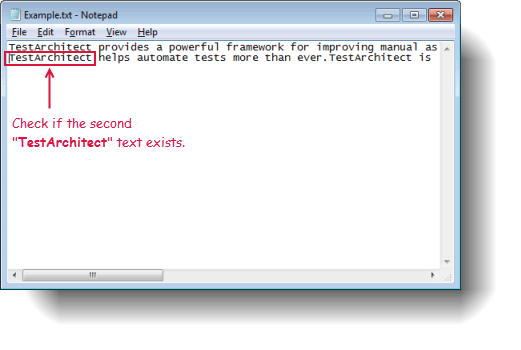 Example.txt - Notepad
File Edit Format View Help
TestArchitect provides a powerful framework for improving manual as
TestArchitect helps automate tests more than ever.TestArchitect is
Check if the second
"TestArchitect" text exists.